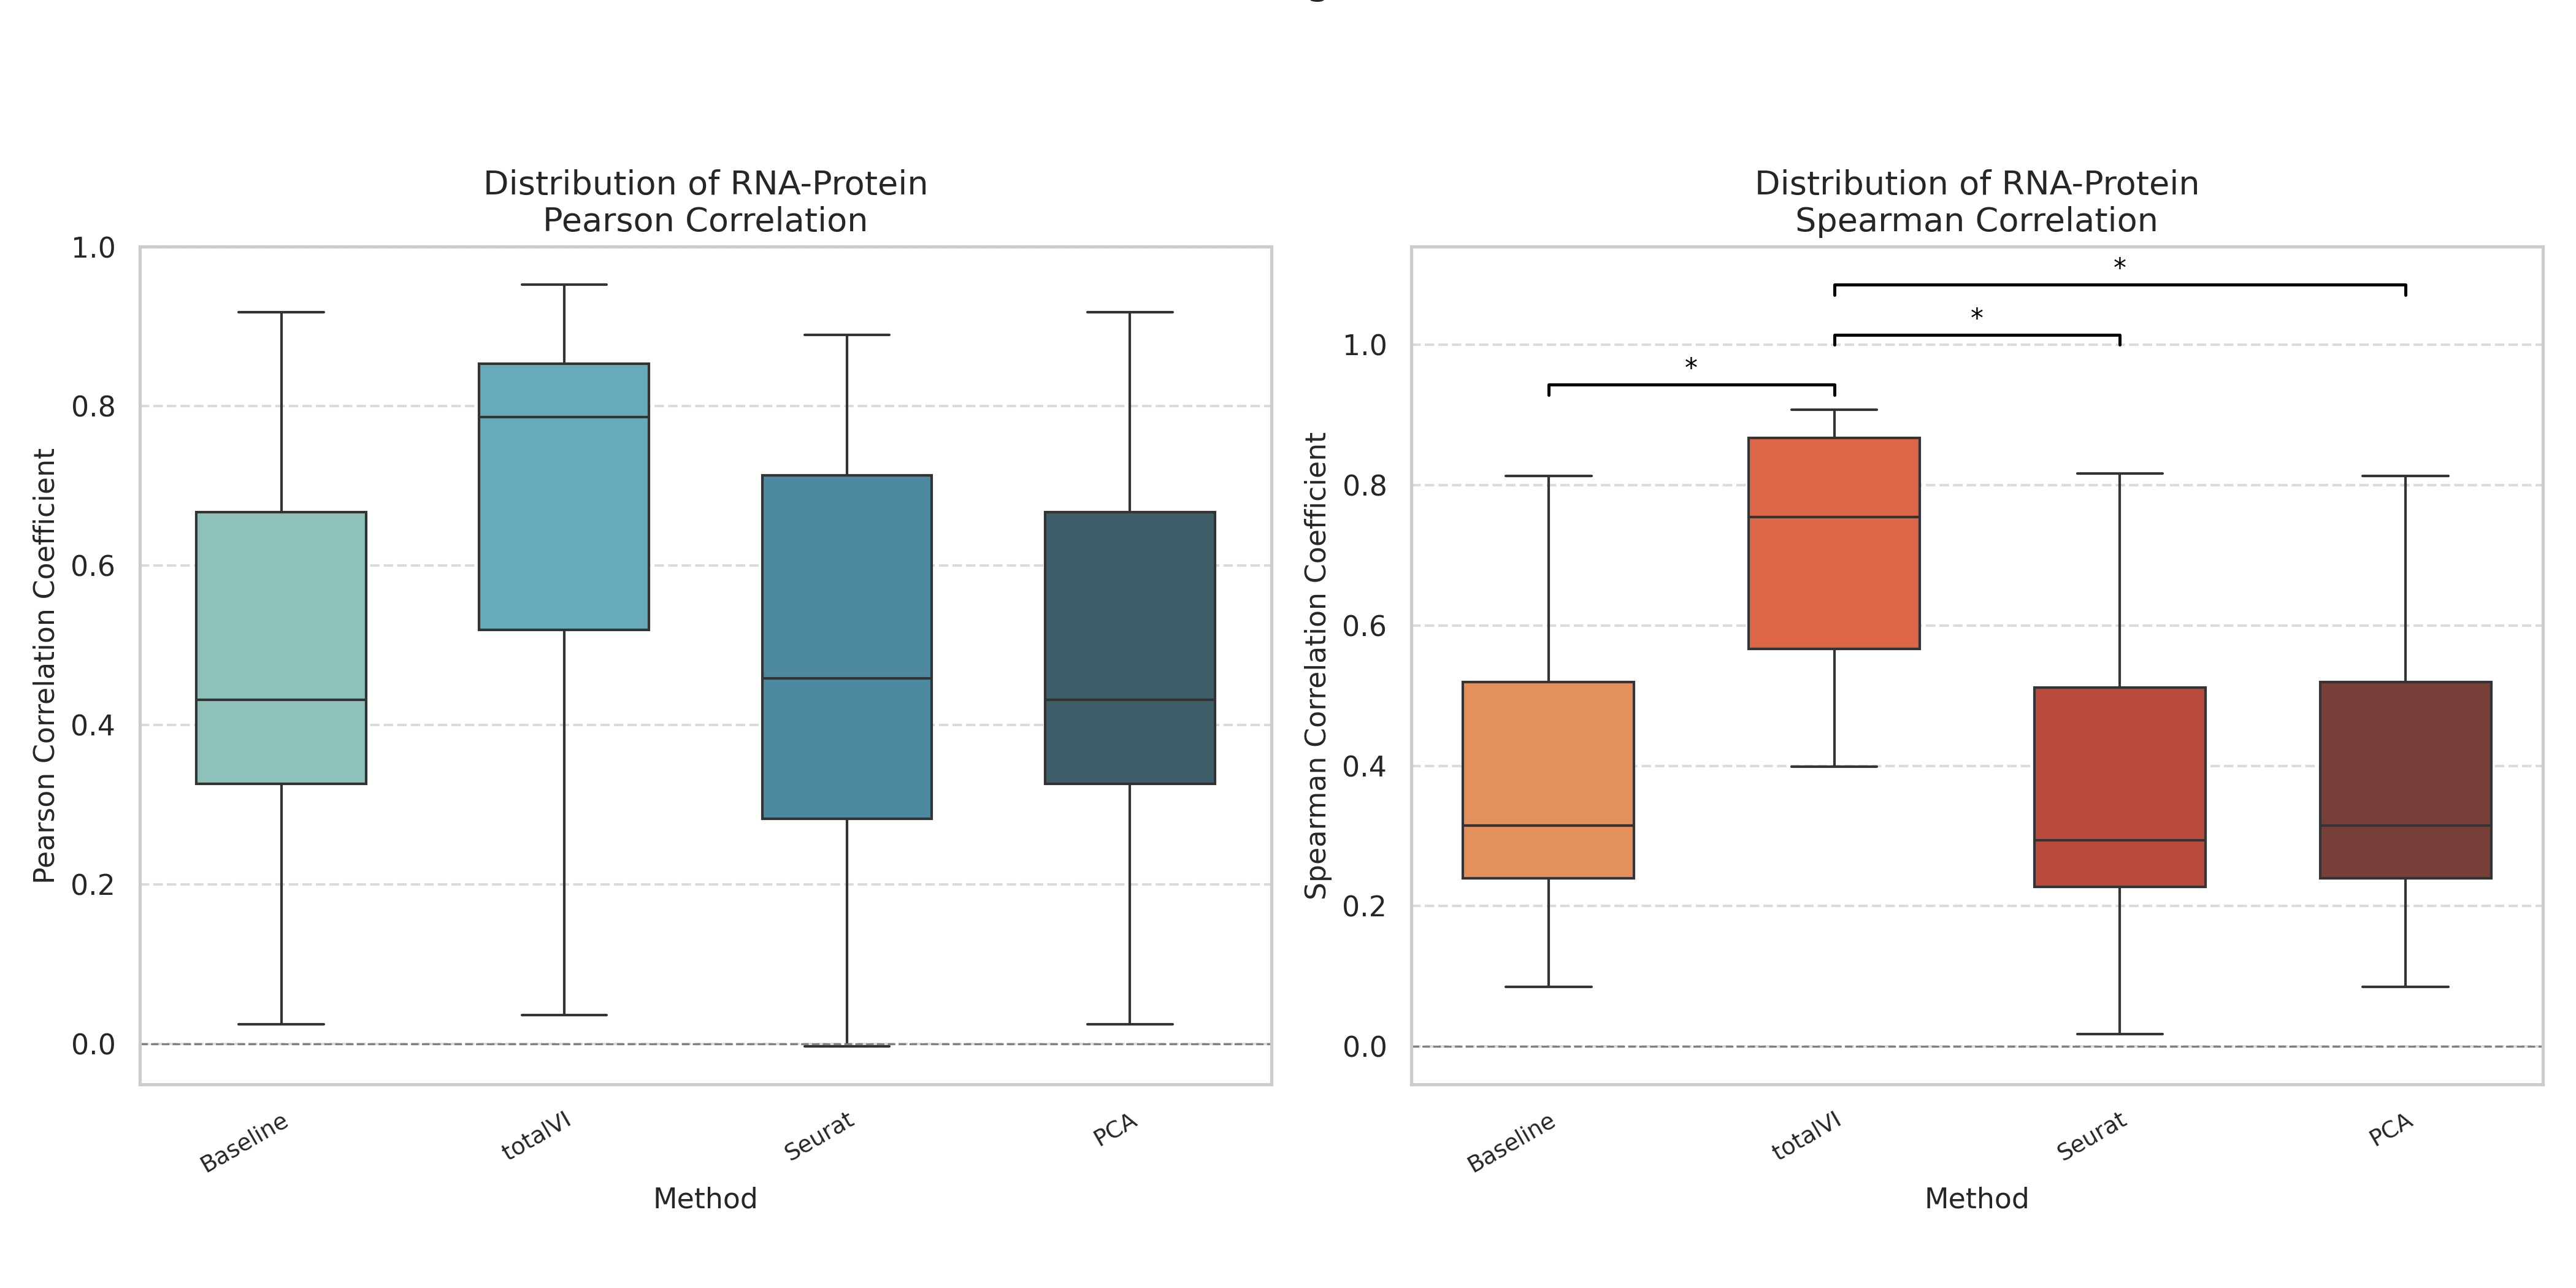 Distribution of RNA-Protein
Pearson Correlation
1.0
0.8
0.6
0.4
0.2
0.0
Pearson Correlation Coefficient
Baseline
totalVI
Seurat
PCA
Method
Distribution of RNA-Protein
Spearman Correlation
*
*
*
1.0
0.8
0.6
0.4
0.2
0.0
Spearman Correlation Coefficient
Baseline
totalVI
Seurat
PCA
Method